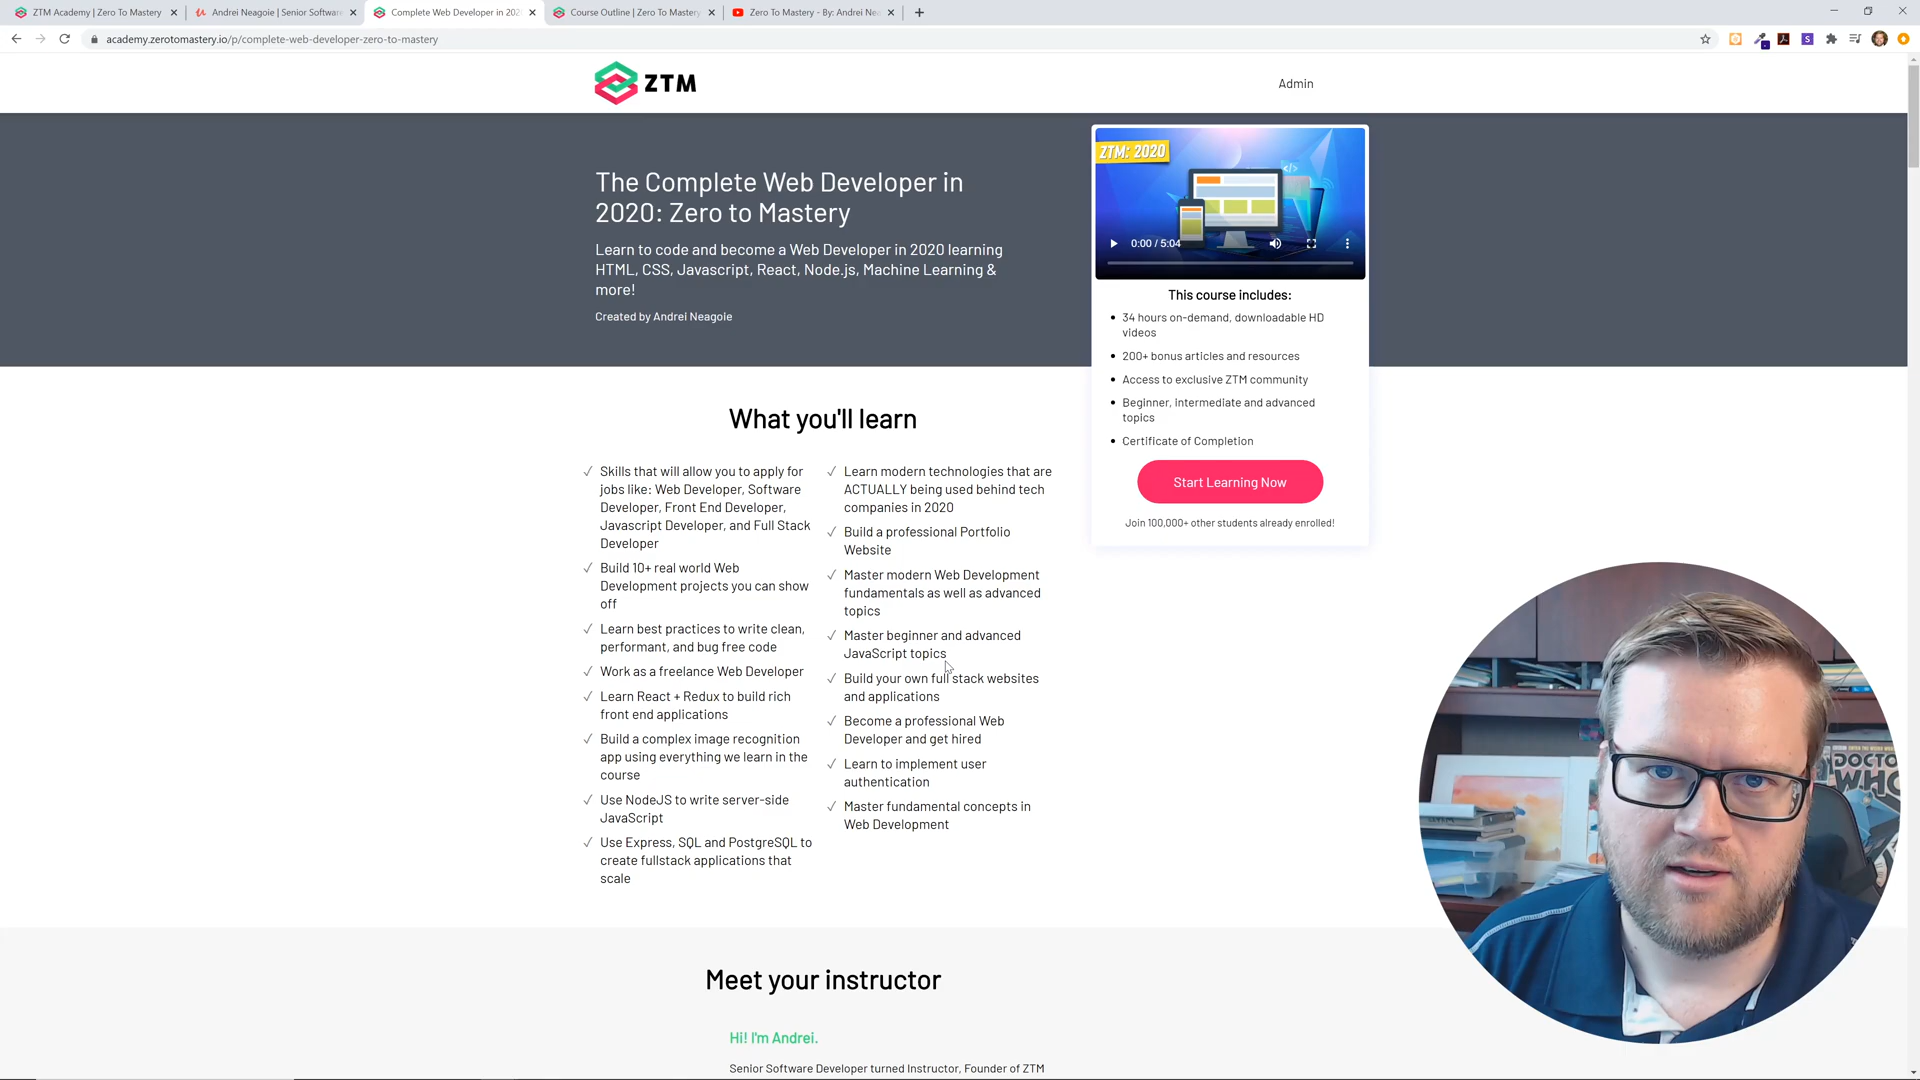 ZTM Academy | Zero To Mastery
Andrei Neagoie | Senior Software
Complete Web Developer in 202
Course Outline | Zero To Mastery
Zero To Mastery - By: Andrei Nea
academy.zerotomastery.io/p/complete-web-developer-zero-to-mastery
ZTM
Admin
The Complete Web Developer in
2020: Zero to Mastery
Learn to code and become a Web Developer in 2020 learning
HTML, CSS, Javascript, React, Node.js, Machine Learning &
more!
Created by Andrei Neagoie
ZTM: 2020
0:00 / 5:04
This course includes:
34 hours on-demand, downloadable HD
videos
200+ bonus articles and resources
Access to exclusive ZTM community
Beginner, intermediate and advanced
topics
Certificate of Completion
Start Learning Now
Join 100,000+ other students already enrolled!
What you'll learn
Skills that will allow you to apply for
jobs like: Web Developer, Software
Developer, Front End Developer,
Javascript Developer, and Full Stack
Developer
Build 10+ real world Web
Development projects you can show
off
Learn best practices to write clean,
performant, and bug free code
Work as a freelance Web Developer
Learn React + Redux to build rich
front end applications
Build a complex image recognition
app using everything we learn in the
course
Use NodeJS to write server-side
JavaScript
Use Express, SQL and PostgreSQL to
create fullstack applications that
scale
Learn modern technologies that are
ACTUALLY being used behind tech
companies in 2020
Build a professional Portfolio
Website
Master modern Web Development
fundamentals as well as advanced
topics
Master beginner and advanced
JavaScript topics
Build your own full stack websites
and applications
Become a professional Web
Developer and get hired
Learn to implement user
authentication
Master fundamental concepts in
Web Development
Meet your instructor
Hi! I'm Andrei.
Senior Software Developer turned Instructor, Founder of ZTM
DOCTOR
WHO